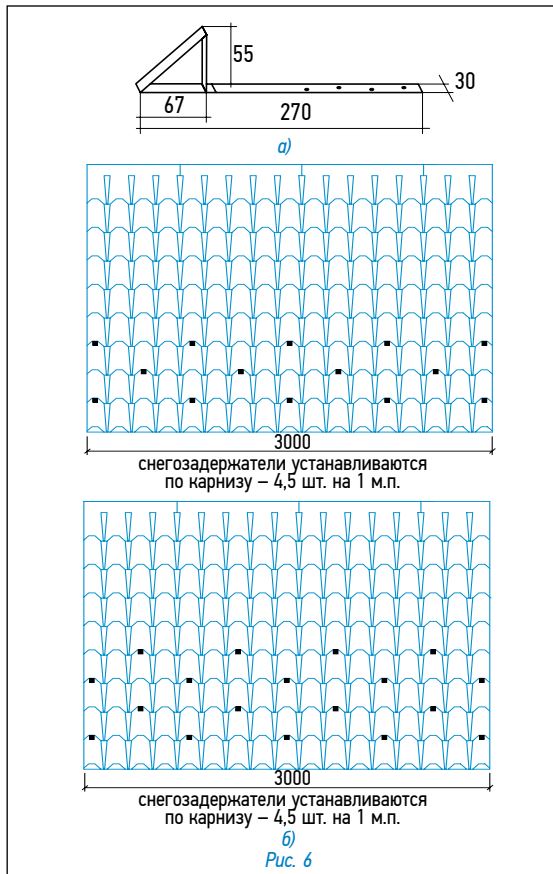 55
30
67
270
а)
3000
снегозадержатели устанавливаются
по карнизу – 4,5 шт. на 1 м.п.
3000
снегозадержатели устанавливаются
по карнизу – 4,5 шт. на 1 м.п.
б)
Рис. 6